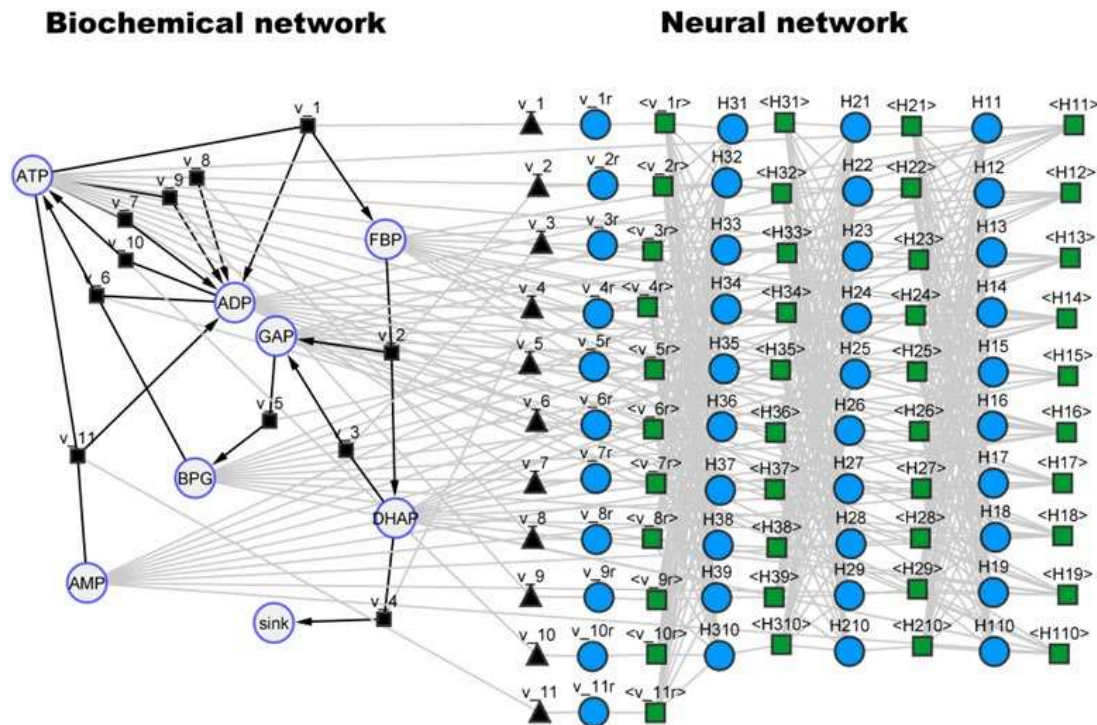 Biochemical network
Neural network
v_1
v_8
v_9
ATP
v_7
v_10
v_6
FBP
ADP
GAP
v_2
v_5
v_3
v_11
BPG
DHAP
AMP
v_4
sink
v_1 v_1r <v_1r> H31 <H31> H21 <H21> H11 <H11>
v_2 v_2r <v_2r> H32 <H32> H22 <H22> H12 <H12>
v_3 v_3r <v_3r> H33 <H33> H23 <H23> H13 <H13>
v_4 v_4r <v_4r> H34 <H34> H24 <H24> H14 <H14>
v_5 v_5r <v_5r> H35 <H35> H25 <H25> H15 <H15>
v_6 v_6r <v_6r> H36 <H36> H26 <H26> H16 <H16>
v_7 v_7r <v_7r> H37 <H37> H27 <H27> H17 <H17>
v_8 v_8r <v_8r> H38 <H38> H28 <H28> H18 <H18>
v_9 v_9r <v_9r> H39 <H39> H29 <H29> H19 <H19>
v_10 v_10r <v_10r> H310 <H310> H210 <H210> H110 <H110>
v_11 v_11r <v_11r>